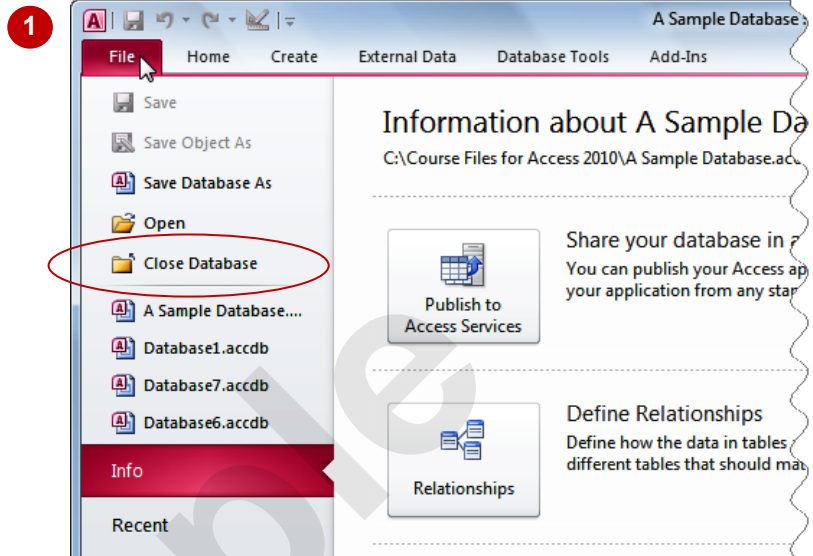 1
A Sample Database :
File Home Create External Data Database Tools Add-Ins
Save
Save Object As
Save Database As
Open
Close Database
A Sample Database....
Database1.accdb
Database7.accdb
Database6.accdb
Info
Recent
Information about A Sample Da
C:\Course Files for Access 2010\A Sample Database.acc
Publish to
Access Services
Share your database in a
You can publish your Access ap
your application from any star
Relationships
Define Relationships
Define how the data in tables
different tables that should mat
ple